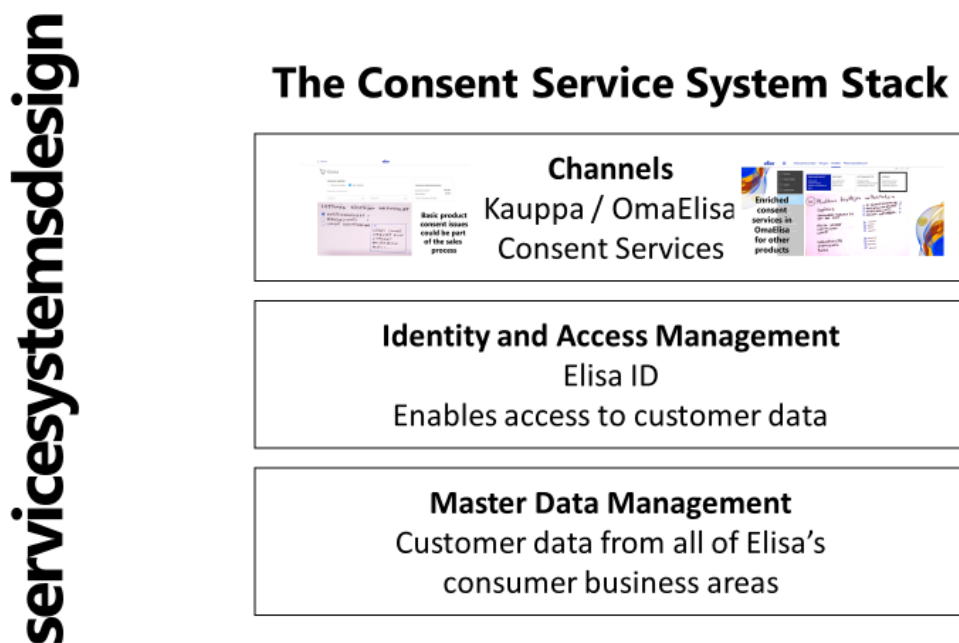 servicesystemsdesign
The Consent Service System Stack
Channels
Kauppa / OmaElisa
Consent Services
Basic product
consent issues
could be part
of the sales
process
Enriched
consent
services in
OmaElisa
for other
products
Identity and Access Management
Elisa ID
Enables access to customer data
Master Data Management
Customer data from all of Elisa’s
consumer business areas